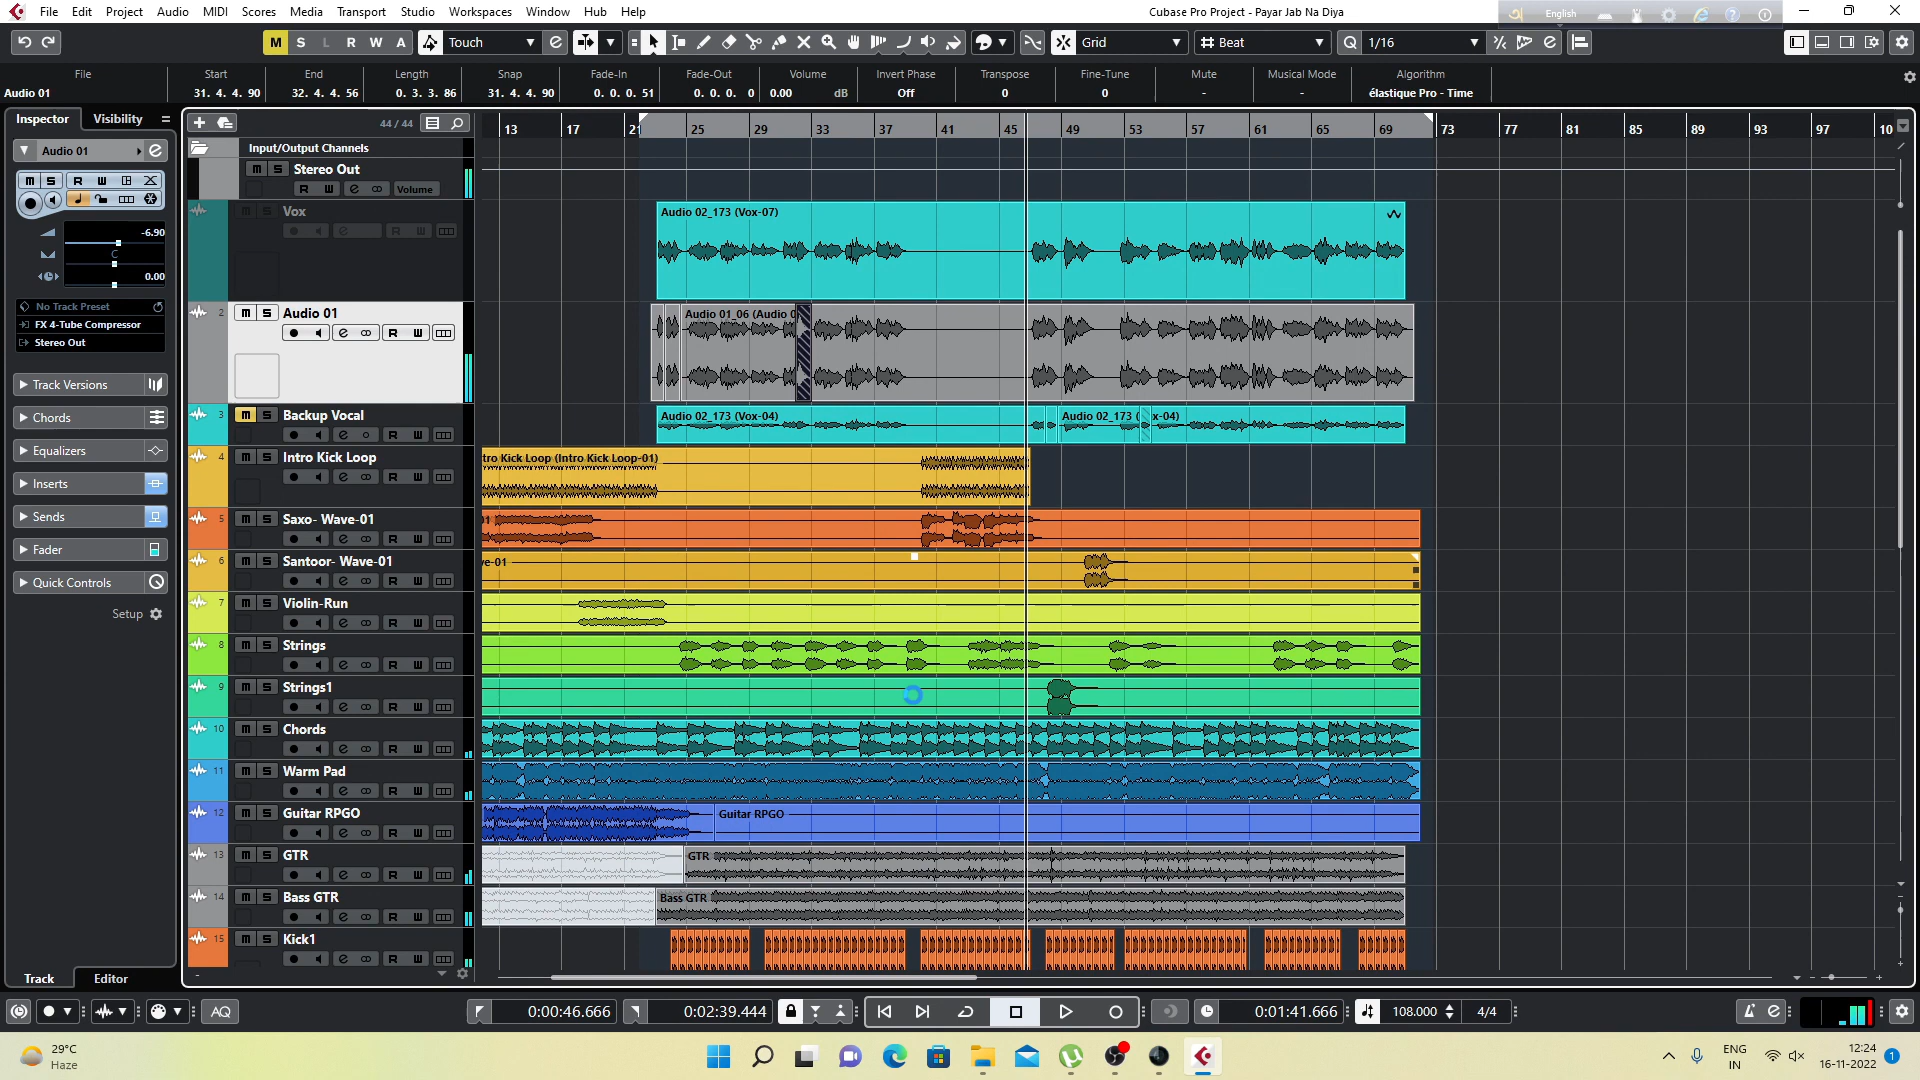 File Edit Project Audio MIDI Scores Media Transport Studio Workspaces Window Hub Help
Cubase Pro Project - Payar Jab Na Diya
English
M S L R W A Touch Grid Beat Q 1/16
AQ
File Start End Length Snap Fade-In Fade-Out Volume Invert Phase Transpose Fine-Tune Mute Musical Mode Algorithm
Audio 01 31. 4. 4. 90 32. 4. 4. 56 0. 3. 3. 86 31. 4. 4. 90 0. 0. 0. 51 0. 0. 0. 0 0.00 dB Off 0 0 - - élastique Pro - Time
Inspector Visibility
44 / 44
13 17 21 25 29 33 37 41 45 49 53 57 61 65 69 73 77 81 85 89 93 97 10
Audio 01
M S R W
-6.90
C
0.00
No Track Preset
FX 4-Tube Compressor
Stereo Out
Track Versions
Chords
Equalizers
Inserts
Sends
Fader
Quick Controls
Setup
Track Editor
Input/Output Channels
Stereo Out
Volume
Vox
Audio 02_173 (Vox-07)
2 Audio 01
Audio 01_06 (Audio 0
3 Backup Vocal
Audio 02_173 (Vox-04)
Audio 02_173 ( x-04)
4 Intro Kick Loop
tro Kick Loop (Intro Kick Loop-01)
5 Saxo- Wave-01
01
6 Santoor- Wave-01
ve-01
7 Violin-Run
8 Strings
9 Strings1
10 Chords
11 Warm Pad
12 Guitar RPGO
Guitar RPGO
13 GTR
GTR
14 Bass GTR
Bass GTR
15 Kick1
0:00:46.666 0:02:39.444 0:01:41.666 108.000 4/4
29°C
Haze
ENG
IN
12:24
16-11-2022
1